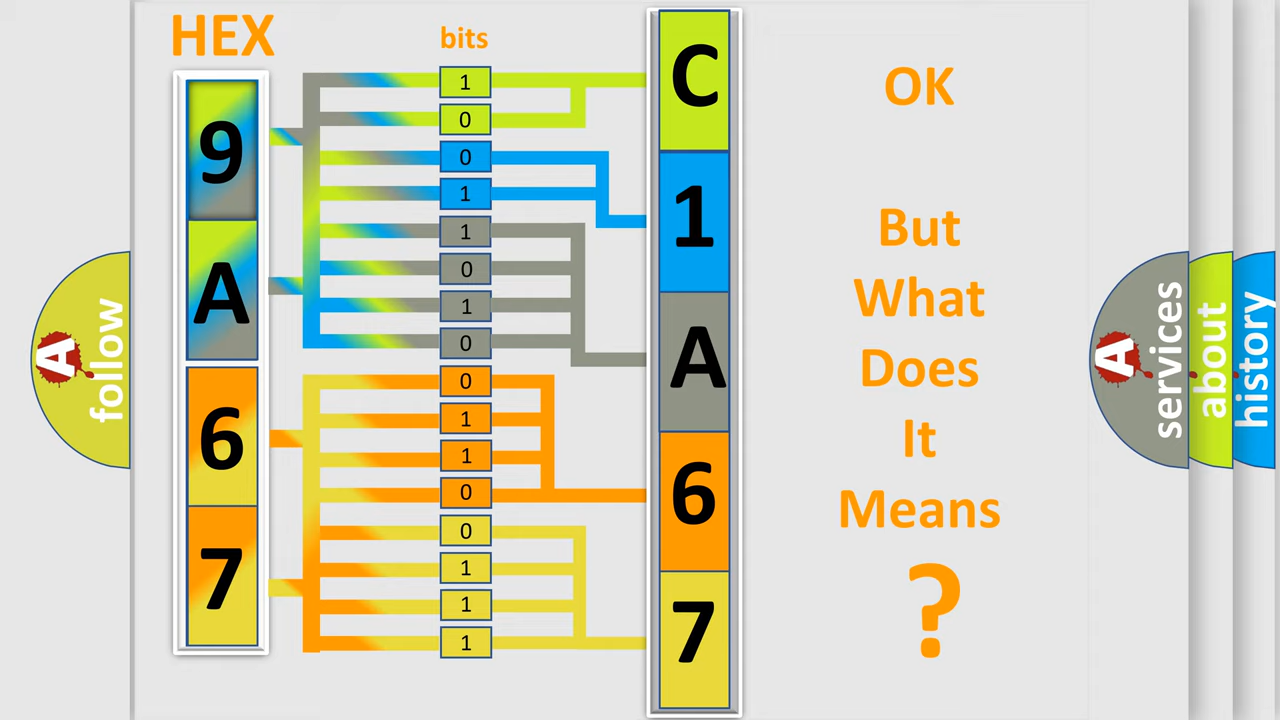 HEX
bits
9
A
6
7
1
0
0
1
1
0
1
0
0
1
1
0
0
1
1
1
C
1
A
6
7
OK
But
What
Does
It
Means
?
A
follow
A
services
about
history